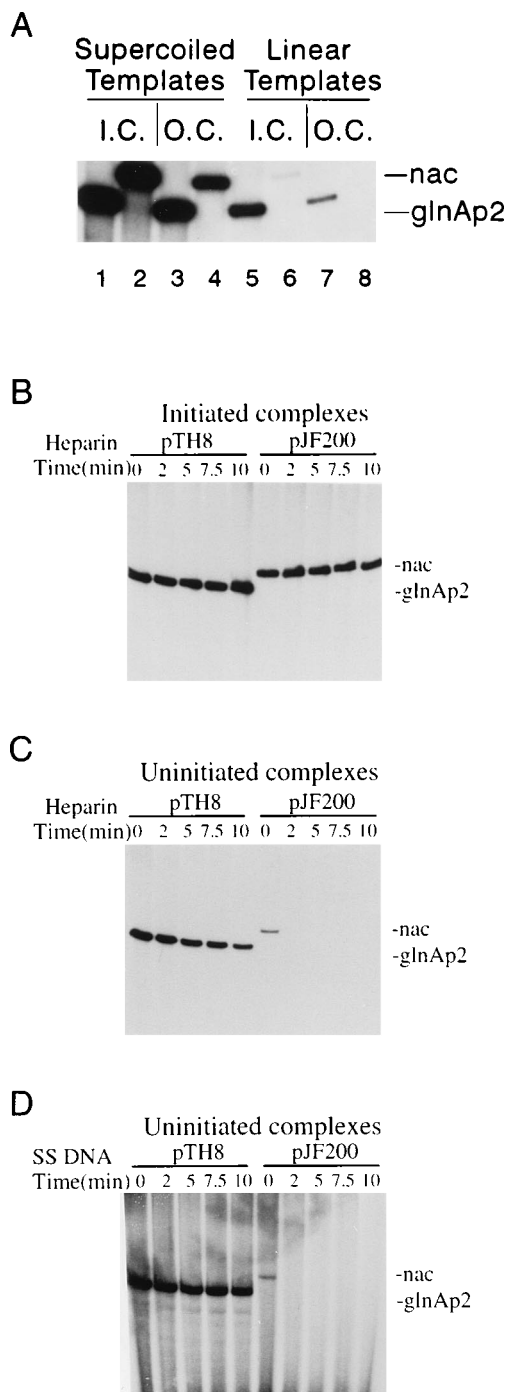 A
Supercoiled Linear
Templates Templates
I.C. O.C. I.C. O.C.
nac
glnAp2
1 2 3 4 5 6 7 8
B
Initiated complexes
Heparin pTH8 pJF200
Time(min) 0 2 5 7.5 10 0 2 5 7.5 10
-nac
-glnAp2
C
Uninitiated complexes
Heparin pTH8 pJF200
Time(min) 0 2 5 7.5 10 0 2 5 7.5 10
-nac
-glnAp2
D
Uninitiated complexes
SS DNA pTH8 pJF200
Time(min) 0 2 5 7.5 10 0 2 5 7.5 10
-nac
-glnAp2